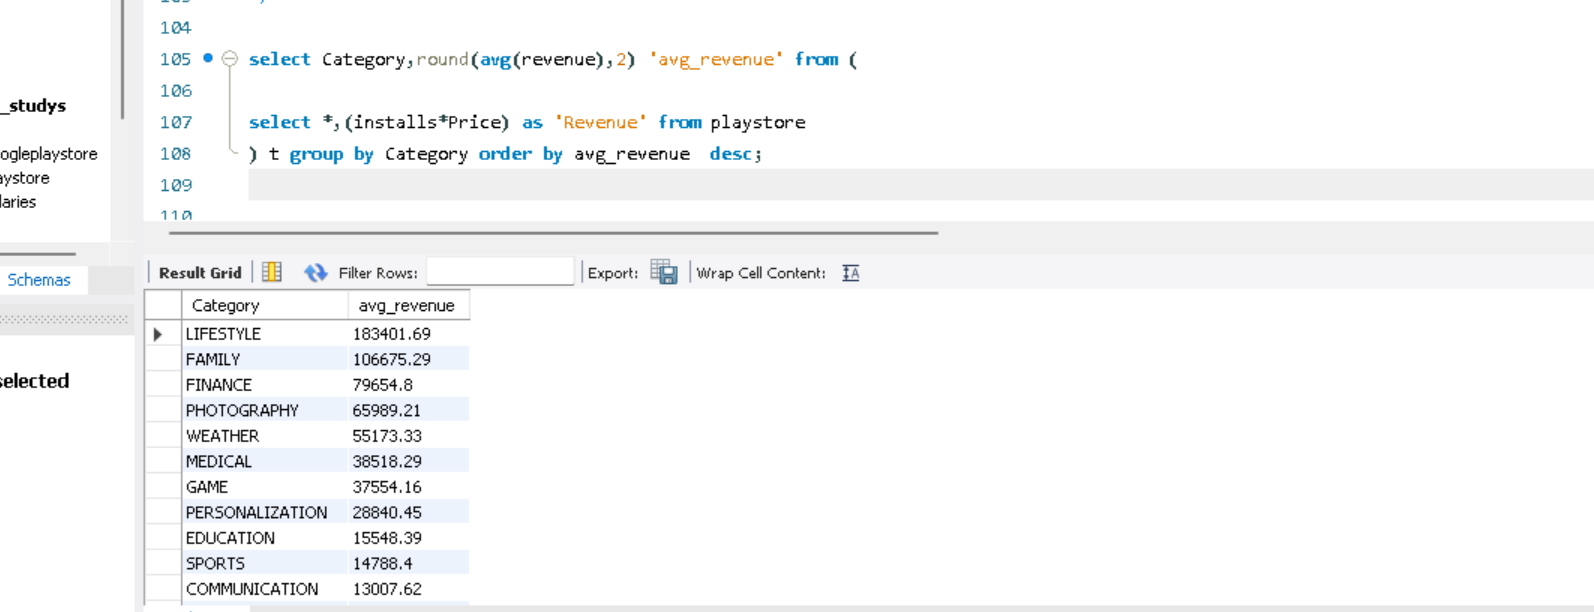 104
105 select Category,round(avg(revenue),2) 'avg_revenue' from (
106
_studys
107 select *,(installs*Price) as 'Revenue' from playstore
ogleplaystore
108 ) t group by Category order by avg_revenue desc;
aystore
109
laries
110
Schemas
Result Grid Filter Rows: Export: Wrap Cell Content: IA
Category avg_revenue
LIFESTYLE 183401.69
FAMILY 106675.29
selected
FINANCE 79654.8
PHOTOGRAPHY 65989.21
WEATHER 55173.33
MEDICAL 38518.29
GAME 37554.16
PERSONALIZATION 28840.45
EDUCATION 15548.39
SPORTS 14788.4
COMMUNICATION 13007.62